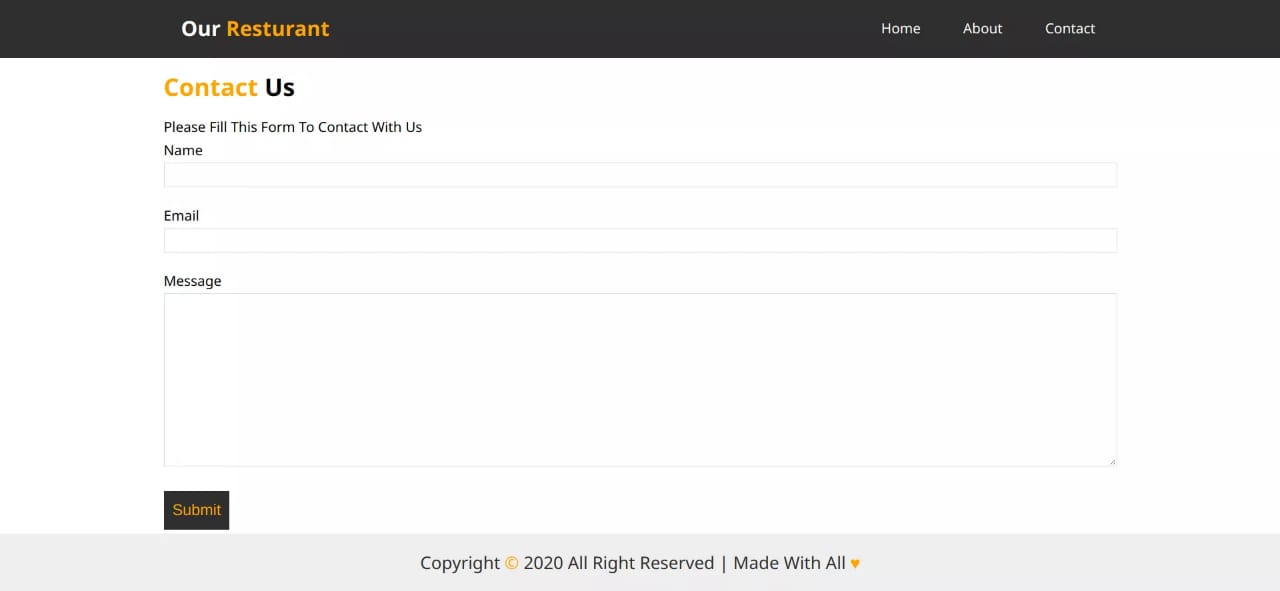 Our Resturant
Home About Contact
Contact Us
Please Fill This Form To Contact With Us
Name
Email
Message
Submit
Copyright © 2020 All Right Reserved | Made With All ♥